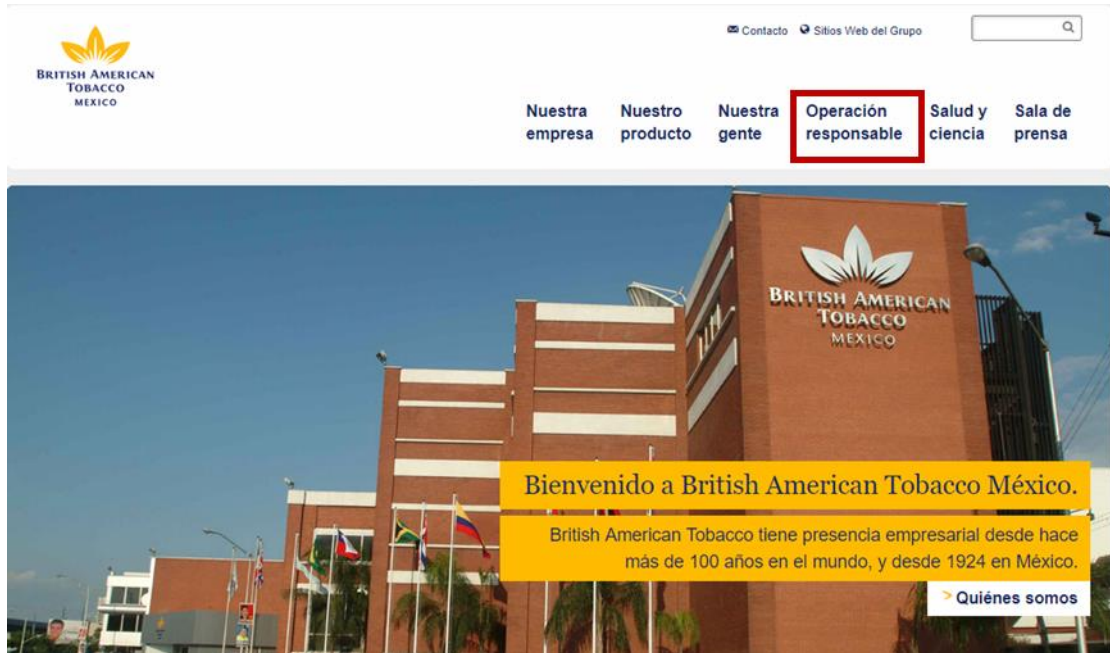 Contacto Sitios Web del Grupo
BRITISH AMERICAN
TOBACCO
MEXICO
Nuestra empresa
Nuestro producto
Nuestra gente
Operación responsable
Salud y ciencia
Sala de prensa
BRITISH AMERICAN
TOBACCO
MEXICO
Bienvenido a British American Tobacco México.
British American Tobacco tiene presencia empresarial desde hace
más de 100 años en el mundo, y desde 1924 en México.
> Quiénes somos